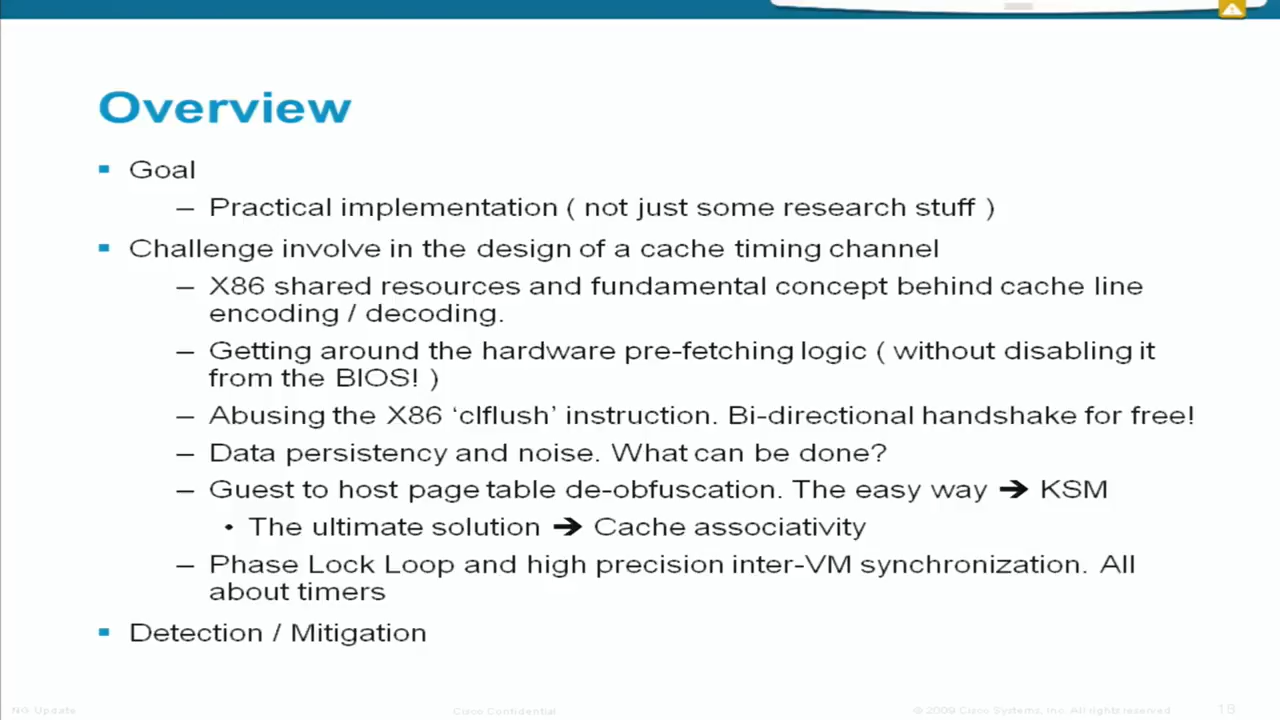 Overview
▪ Goal
– Practical implementation ( not just some research stuff )
▪ Challenge involve in the design of a cache timing channel
– X86 shared resources and fundamental concept behind cache line
encoding / decoding.
– Getting around the hardware pre-fetching logic ( without disabling it
from the BIOS! )
– Abusing the X86 ‘clflush’ instruction. Bi-directional handshake for free!
– Data persistency and noise. What can be done?
– Guest to host page table de-obfuscation. The easy way ➔ KSM
• The ultimate solution ➔ Cache associativity
– Phase Lock Loop and high precision inter-VM synchronization. All
about timers
▪ Detection / Mitigation
NG Update
Cisco Confidential
© 2009 Cisco Systems, Inc. All rights reserved
18